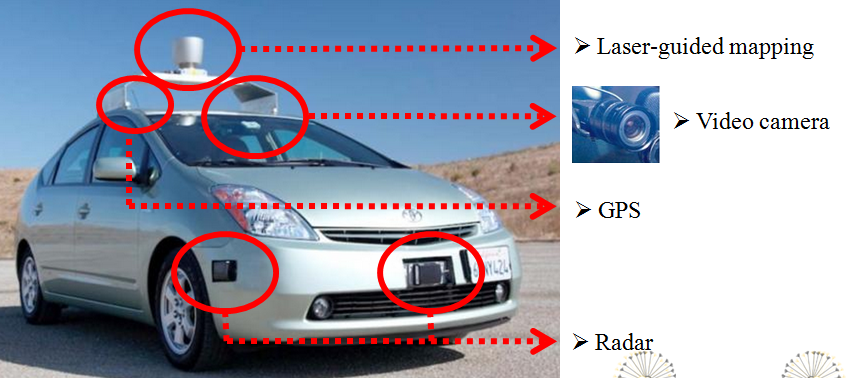 ➢ Laser-guided mapping
➢ Video camera
➢ GPS
➢ Radar